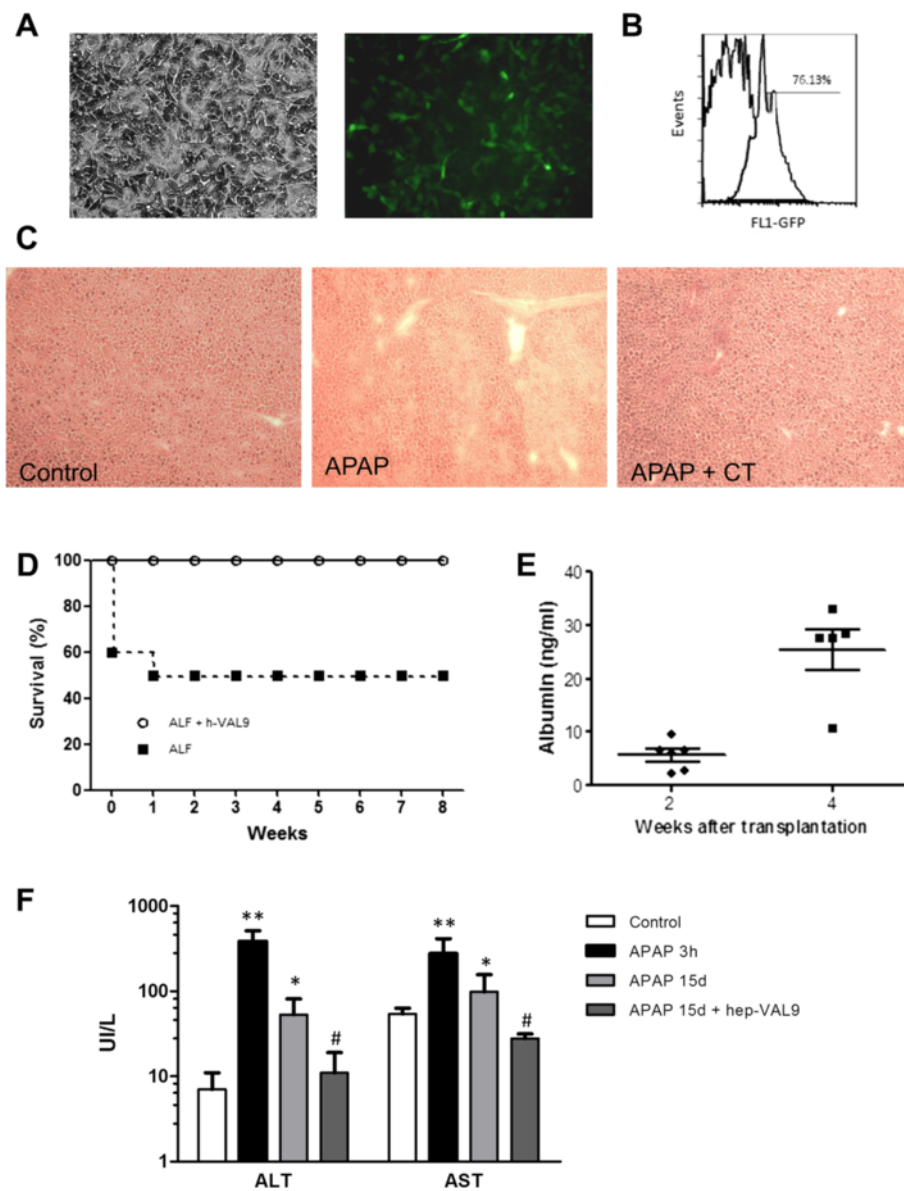 A
B
76.13%
Events
FL1-GFP
C
Control
APAP
APAP + CT
D
100
80
60
40
20
0
Survival (%)
ALF + h-VAL9
ALF
0 1 2 3 4 5 6 7 8
Weeks
E
40
30
20
10
0
Albumin (ng/ml)
2 4
Weeks after transplantation
F
1000
100
10
1
UI/L
** * # ** * #
ALT AST
Control
APAP 3h
APAP 15d
APAP 15d + hep-VAL9